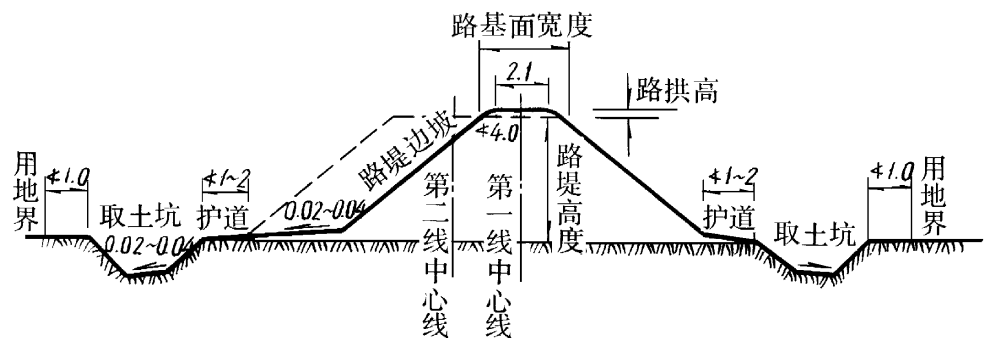 路基面宽度
2.1
路拱高
≮4.0
路堤边坡
用地界
≮1.0
≮1~2
≮1~2
≮1.0
用地界
取土坑
护道
0.02~0.04
第二线中心线
第一线中心线
路堤高度
护道
取土坑
0.02~0.04